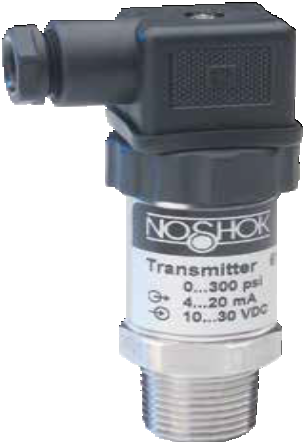 NOSHOK
Transmitter
0...300 psi
4...20 mA
10...30 VDC